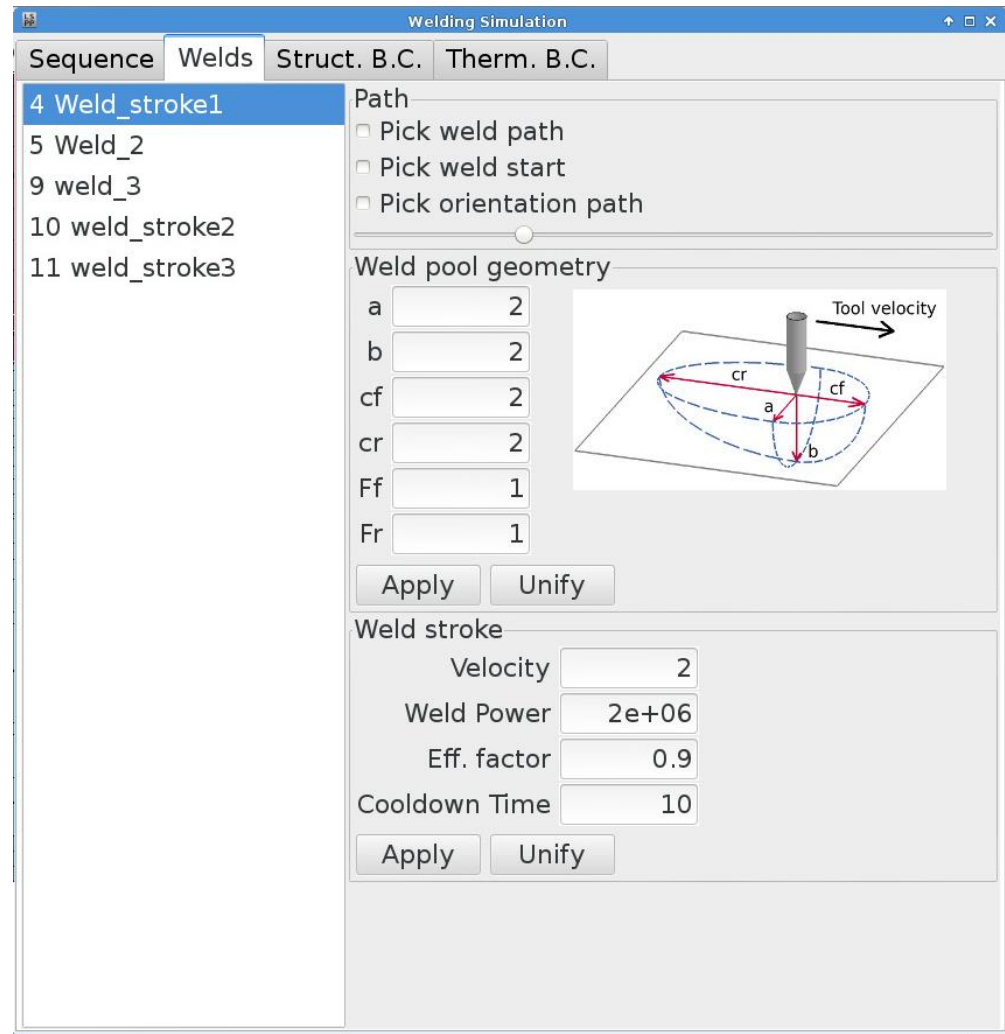 Welding Simulation
Sequence Welds Struct. B.C. Therm. B.C.
4 Weld_stroke1
5 Weld_2
9 weld_3
10 weld_stroke2
11 weld_stroke3
Path
Pick weld path
Pick weld start
Pick orientation path
Weld pool geometry
a 2
b 2
cf 2
cr 2
Ff 1
Fr 1
Tool velocity
cr
cf
a
b
Apply Unify
Weld stroke
Velocity 2
Weld Power 2e+06
Eff. factor 0.9
Cooldown Time 10
Apply Unify